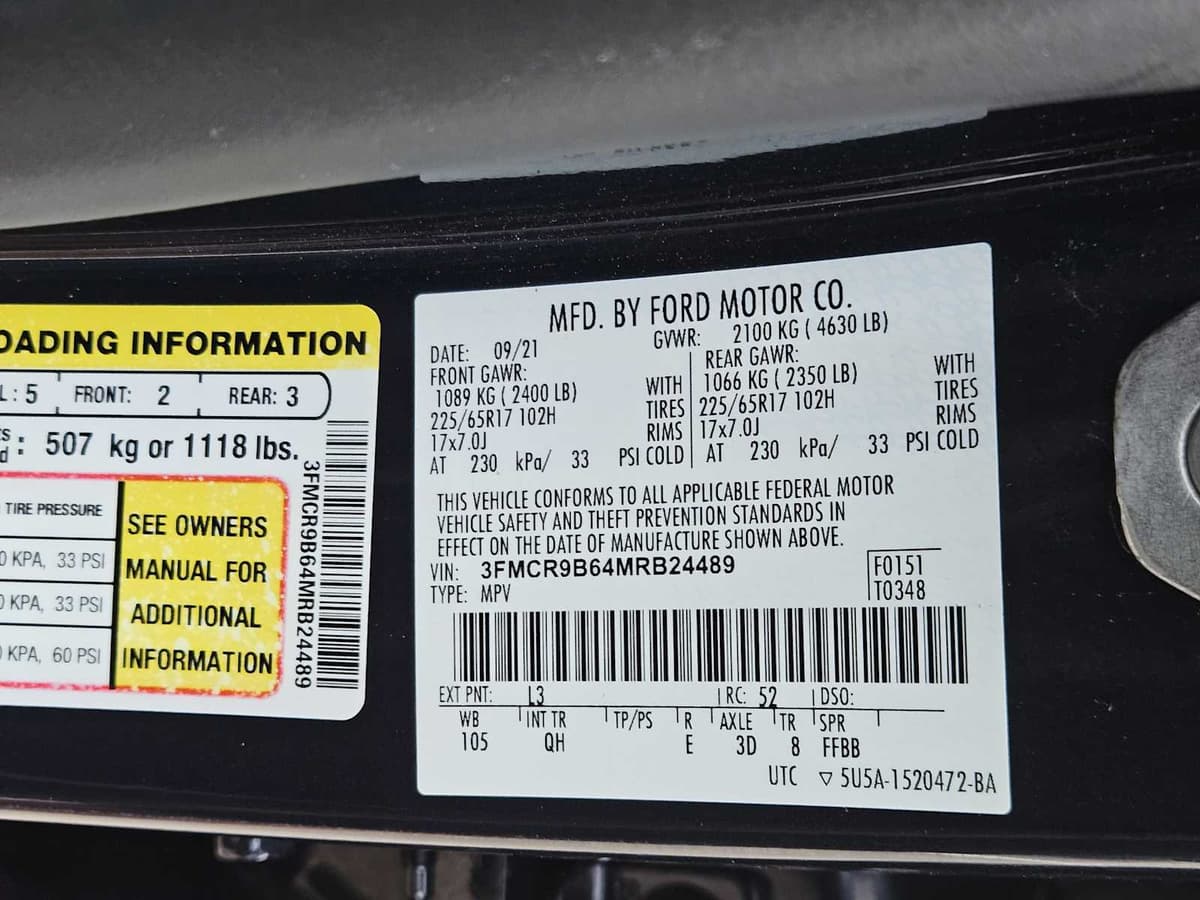 OADING INFORMATION
L: 5 FRONT: 2 REAR: 3
: 507 kg or 1118 lbs.
TIRE PRESSURE
0 KPA, 33 PSI
0 KPA, 33 PSI
0 KPA, 60 PSI
SEE OWNERS
MANUAL FOR
ADDITIONAL
INFORMATION
3FMCR9B64MRB24489
MFD. BY FORD MOTOR CO.
DATE: 09/21 GVWR: 2100 KG ( 4630 LB)
FRONT GAWR: REAR GAWR:
1089 KG ( 2400 LB) WITH 1066 KG ( 2350 LB) WITH
225/65R17 102H TIRES 225/65R17 102H TIRES
17x7.0J RIMS 17x7.0J RIMS
AT 230 kPa/ 33 PSI COLD AT 230 kPa/ 33 PSI COLD
THIS VEHICLE CONFORMS TO ALL APPLICABLE FEDERAL MOTOR
VEHICLE SAFETY AND THEFT PREVENTION STANDARDS IN
EFFECT ON THE DATE OF MANUFACTURE SHOWN ABOVE.
VIN: 3FMCR9B64MRB24489 F0151
TYPE: MPV T0348
EXT PNT: L3 RC: 52 DSO:
WB INT TR TP/PS R AXLE TR SPR
105 QH E 3D 8 FFBB
UTC ▽ 5U5A-1520472-BA